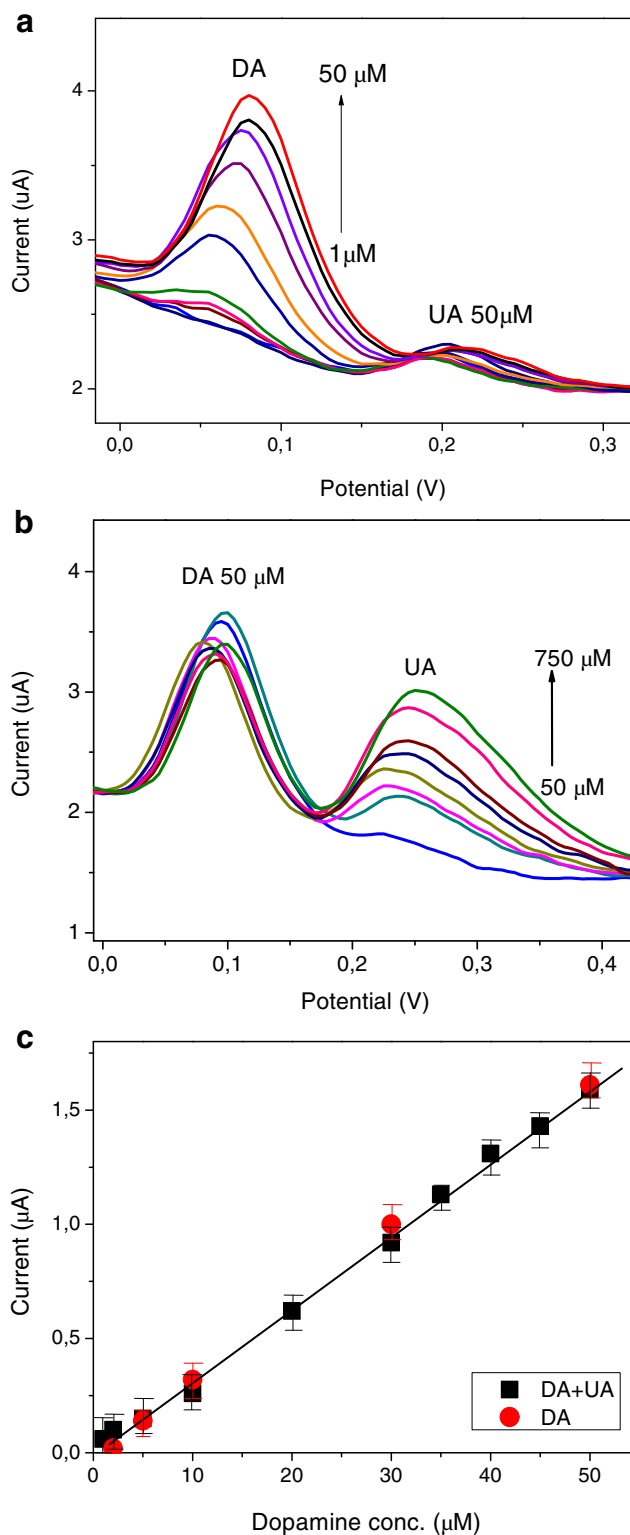 a
DA
50 μM
1μM
UA 50μM
4
3
2
Current (uA)
0,0 0,1 0,2 0,3
Potential (V)
b
DA 50 μM
UA
750 μM
50 μM
4
3
2
1
Current (uA)
0,0 0,1 0,2 0,3 0,4
Potential (V)
c
1,5
1,0
0,5
0,0
Current (μA)
DA+UA
DA
0 10 20 30 40 50
Dopamine conc. (μM)